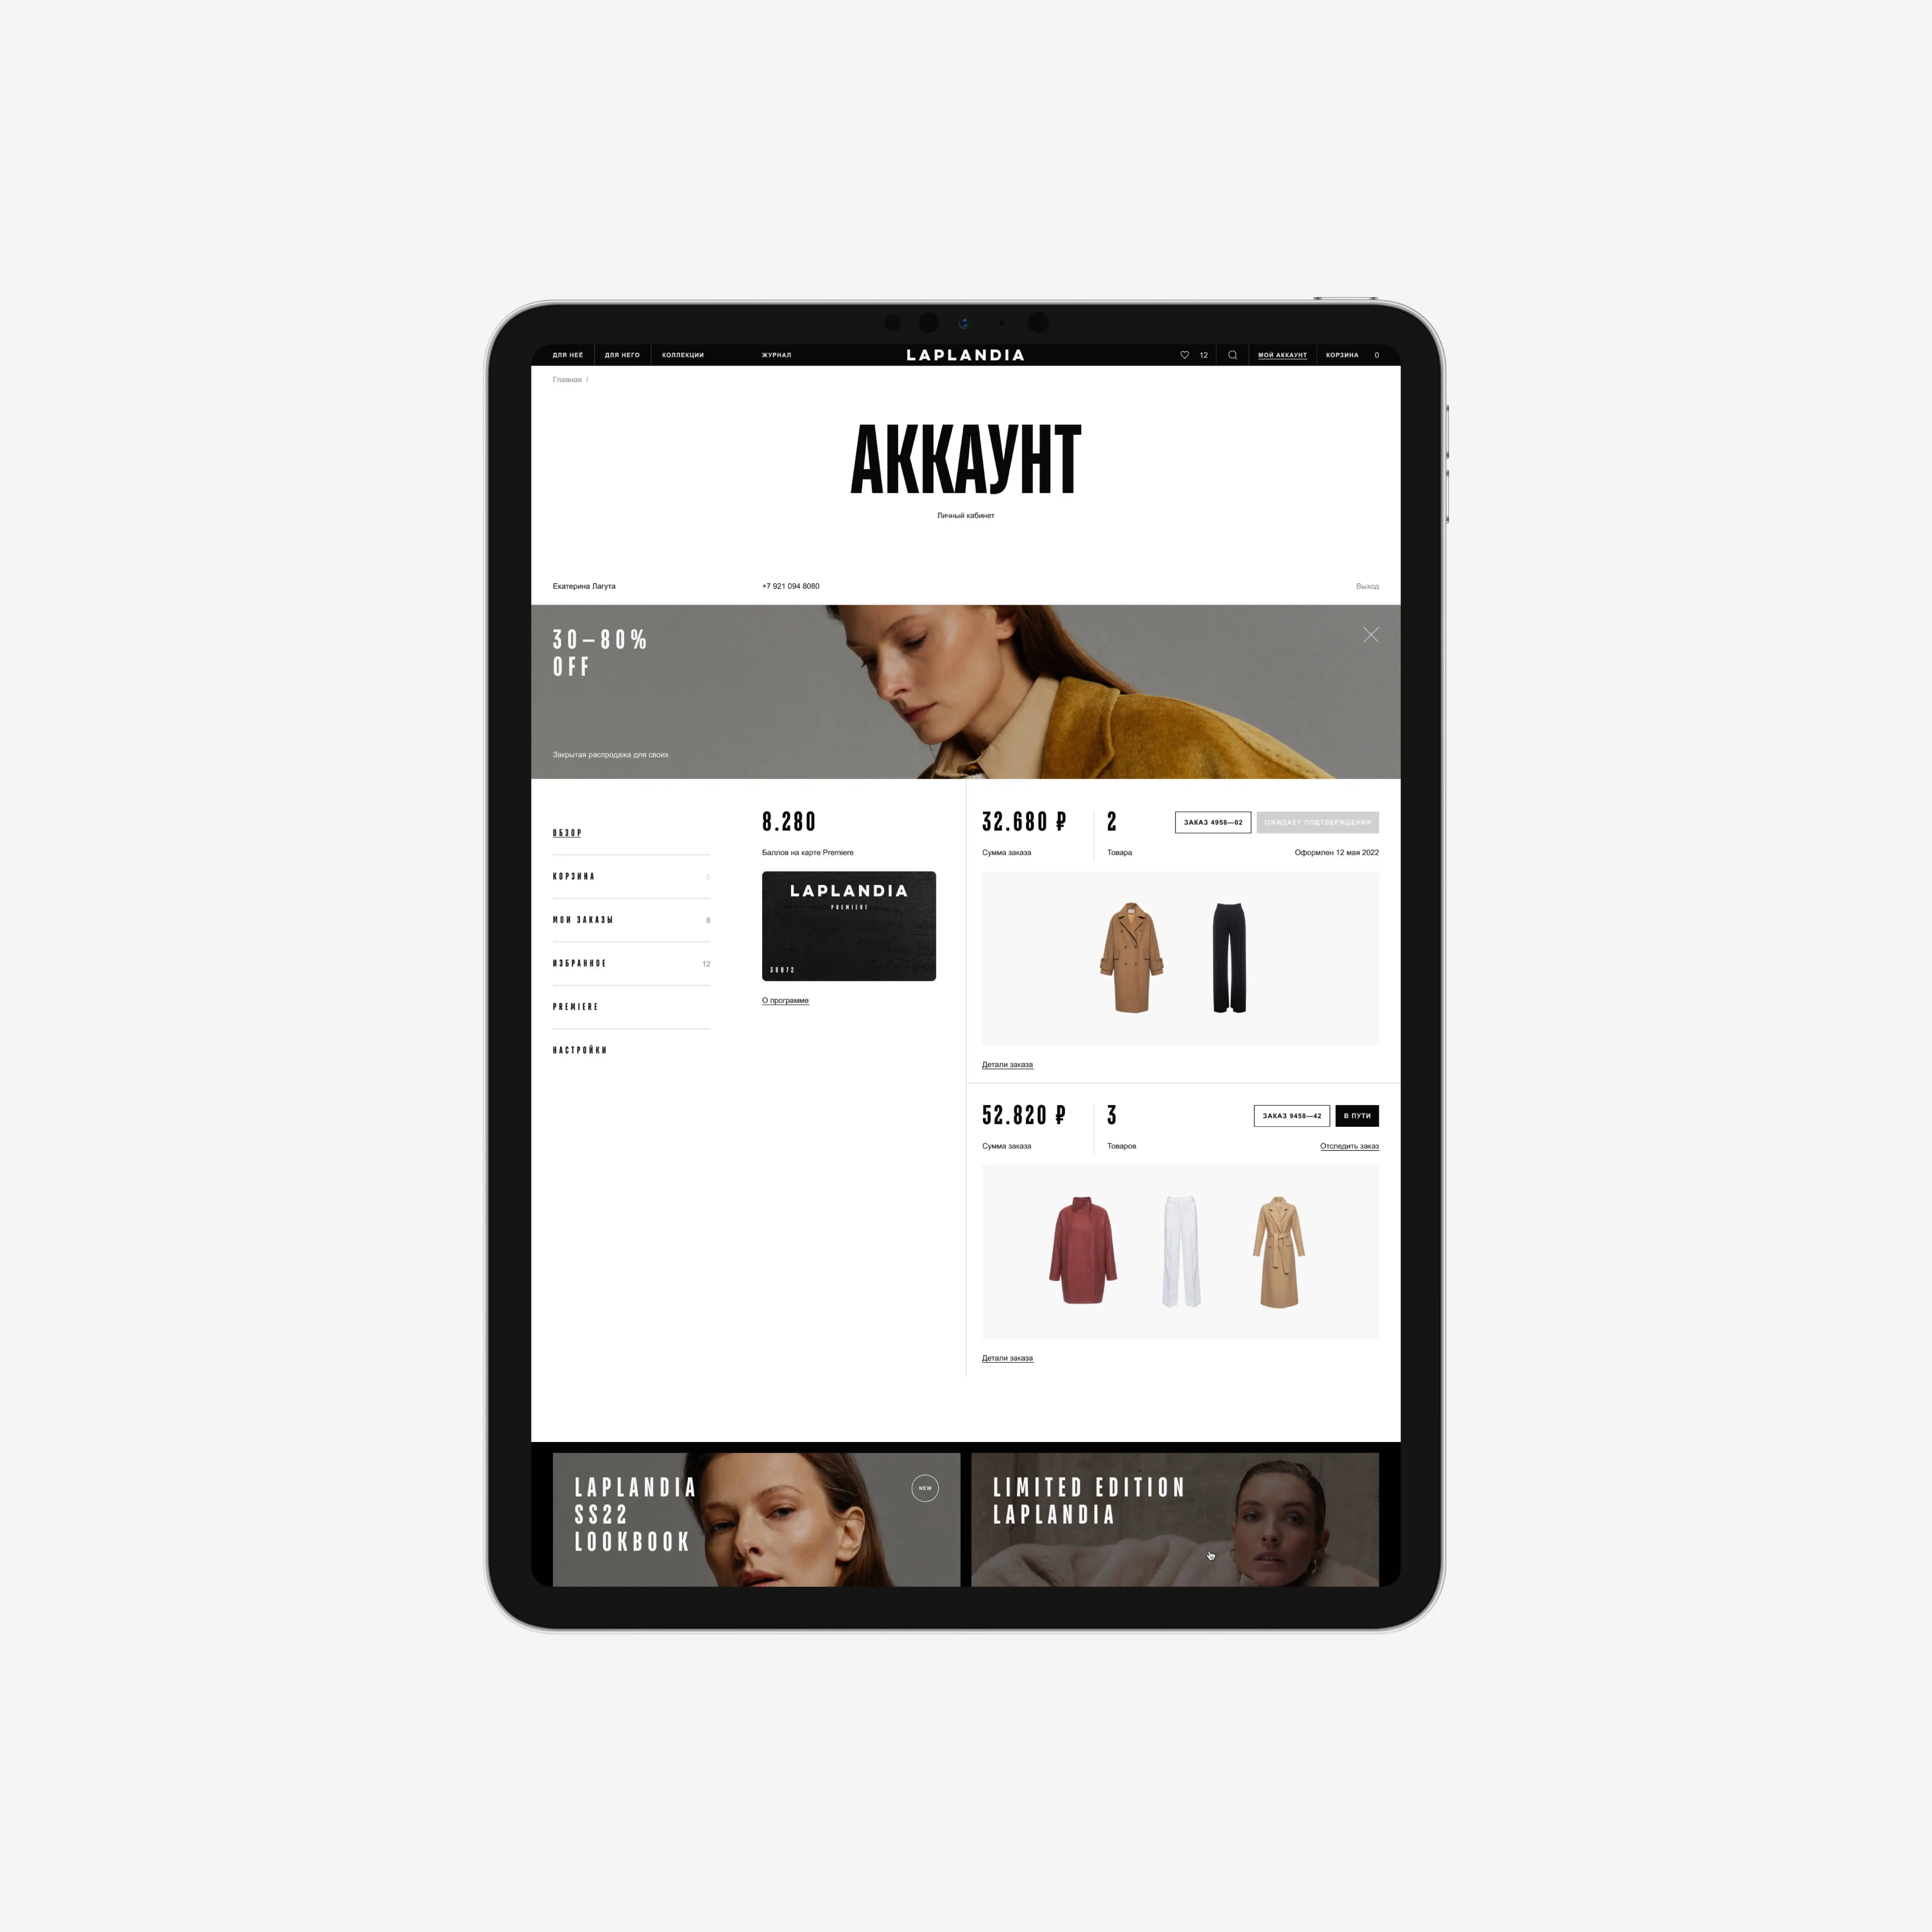 ДЛЯ НЕЁ
ДЛЯ НЕГО
КОЛЛЕКЦИИ
ЖУРНАЛ
LAPLANDIA
12
МОЙ АККАУНТ
КОРЗИНА 0
Главная /
АККАУНТ
Личный кабинет
Екатерина Лагута
+7 921 094 8080
Выход
30–80%
OFF
Закрытая распродажа для своих
ОБЗОР
КОРЗИНА 0
МОИ ЗАКАЗЫ 8
ИЗБРАННОЕ 12
PREMIERE
НАСТРОЙКИ
8.280
Баллов на карте Premiere
LAPLANDIA
PREMIERE
38072
О программе
32.680 ₽
Сумма заказа
2
Товара
ЗАКАЗ 4958—02
ОЖИДАЕТ ПОДТВЕРЖДЕНИЯ
Оформлен 12 мая 2022
Детали заказа
52.820 ₽
Сумма заказа
3
Товаров
ЗАКАЗ 9458—42
В ПУТИ
Отследить заказ
Детали заказа
LAPLANDIA
SS22
LOOKBOOK
NEW
LIMITED EDITION
LAPLANDIA